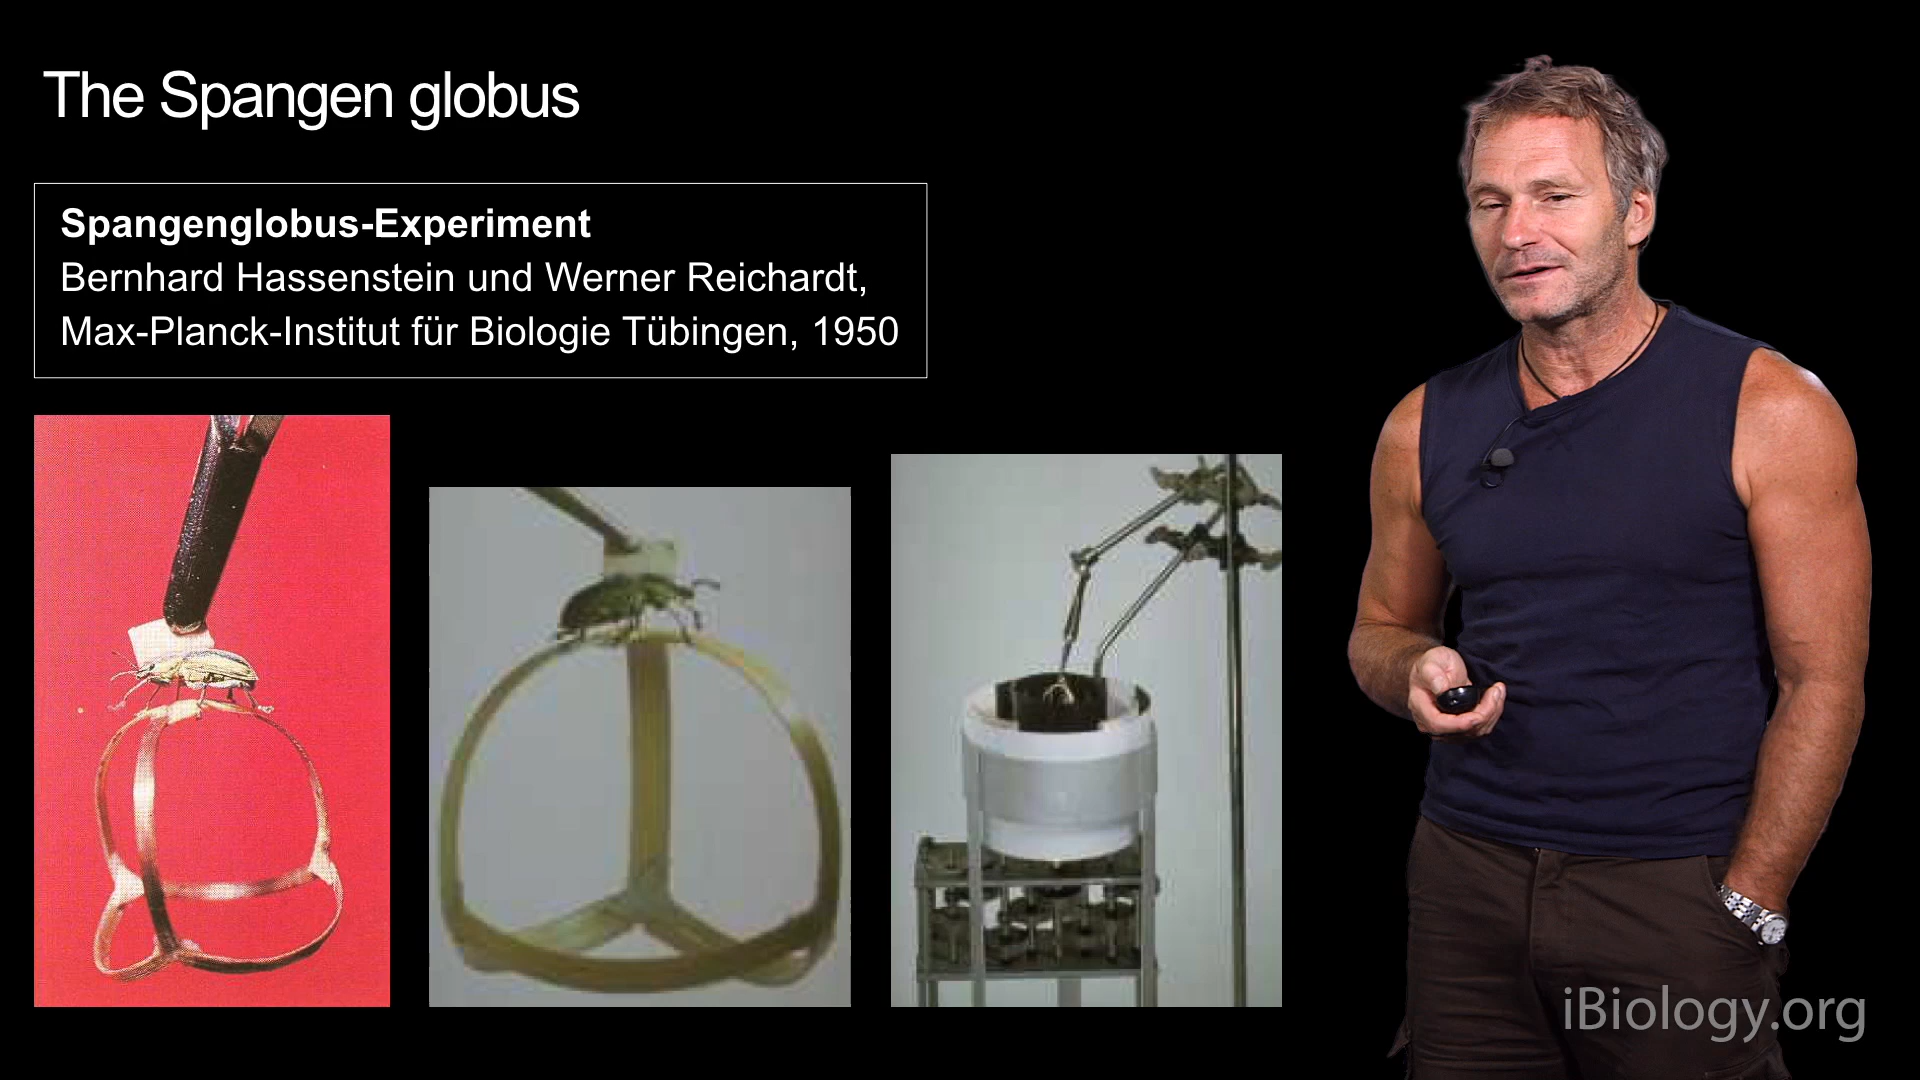 The Spangen globus
Spangenglobus-Experiment
Bernhard Hassenstein und Werner Reichardt,
Max-Planck-Institut für Biologie Tübingen, 1950
iBiology.org